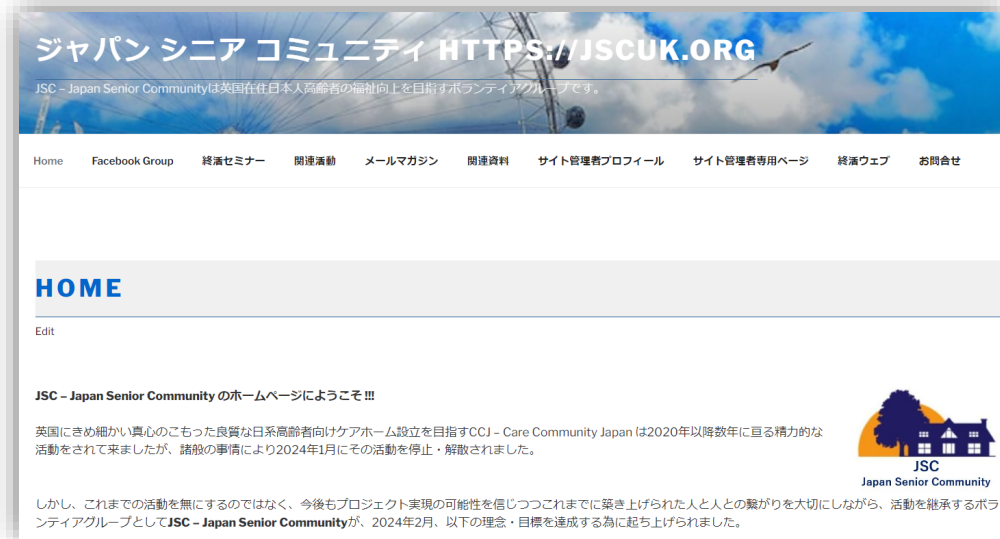 ジャパン シニア コミュニティ HTTPS://JSCUK.ORG
JSC – Japan Senior Communityは英国在住日本人高齢者の福祉向上を目指すボランティアグループです。
Home Facebook Group 終活セミナー 関連活動 メールマガジン 関連資料 サイト管理者プロフィール サイト管理者専用ページ 終活ウェブ お問合せ
HOME
Edit
JSC – Japan Senior Community のホームページにようこそ !!!
英国にきめ細かい真心のこもった良質な日系高齢者向けケアホーム設立を目指すCCJ – Care Community Japan は2020年以降数年に亘る精力的な
活動をされて来ましたが、諸般の事情により2024年1月にその活動を停止・解散されました。
JSC
Japan Senior Community
しかし、これまでの活動を無にするのではなく、今後もプロジェクト実現の可能性を信じつつこれまでに築き上げられた人と人との繋がりを大切にしながら、活動を継承するボラ
ンティアグループとしてJSC – Japan Senior Communityが、2024年2月、以下の理念・目標を達成する為に起ち上げられました。